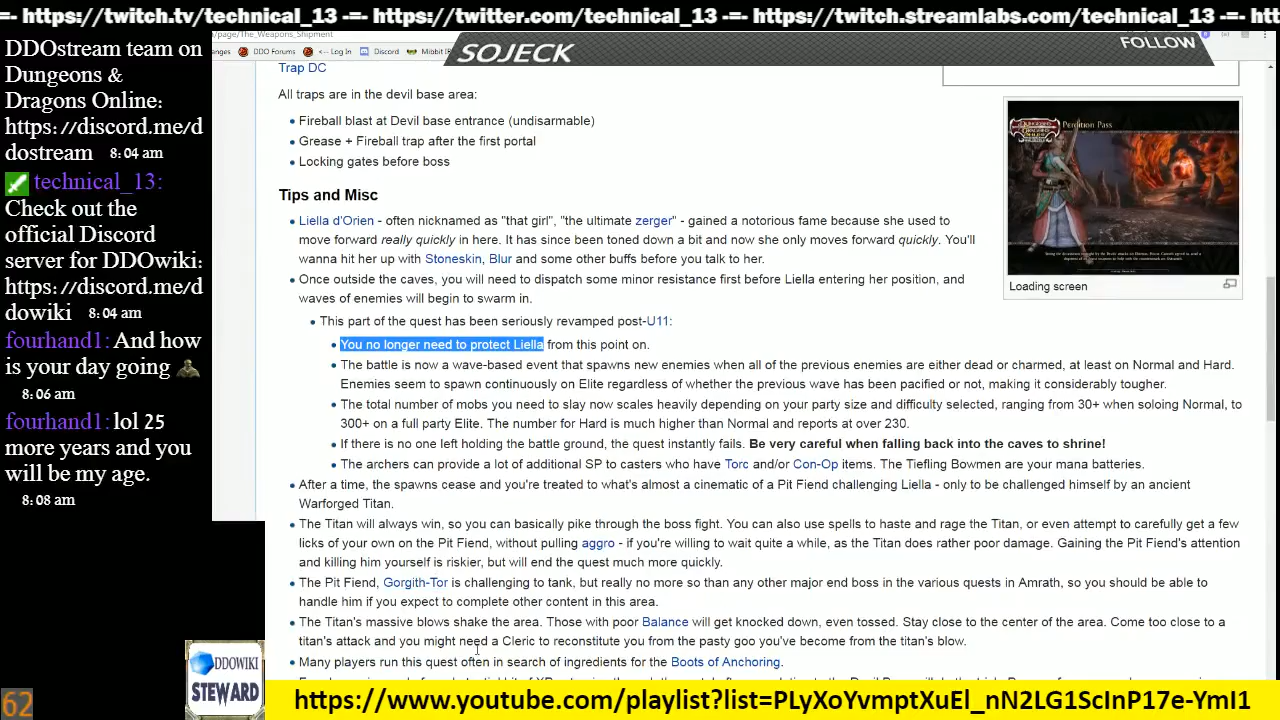 -=- https://twitch.tv/technical_13 -=- https://twitter.com/technical_13 -=- https://twitch.streamlabs.com/technical_13 -=-
DDOstream team on
Dungeons &
Dragons Online:
https://discord.me/d
dostream 8:04 am
technical_13:
Check out the
official Discord
server for DDOwiki:
https://discord.me/d
dowiki 8:04 am
fourhand1: And how
is your day going
8:06 am
fourhand1: lol 25
more years and you
will be my age.
8:08 am
62
/page/The_Weapons_Shipment
DDO Forums
<-- Log In
Discord
SOJECK
FOLLOW
Trap DC
All traps are in the devil base area:
• Fireball blast at Devil base entrance (undisarmable)
• Grease + Fireball trap after the first portal
• Locking gates before boss
Perdition Pass
Loading screen
Tips and Misc
• Liella d'Orien - often nicknamed as "that girl", "the ultimate zerger" - gained a notorious fame because she used to
move forward really quickly in here. It has since been toned down a bit and now she only moves forward quickly. You'll
wanna hit her up with Stoneskin, Blur and some other buffs before you talk to her.
• Once outside the caves, you will need to dispatch some minor resistance first before Liella entering her position, and
waves of enemies will begin to swarm in.
• This part of the quest has been seriously revamped post-U11:
• You no longer need to protect Liella from this point on.
• The battle is now a wave-based event that spawns new enemies when all of the previous enemies are either dead or charmed, at least on Normal and Hard.
Enemies seem to spawn continuously on Elite regardless of whether the previous wave has been pacified or not, making it considerably tougher.
• The total number of mobs you need to slay now scales heavily depending on your party size and difficulty selected, ranging from 30+ when soloing Normal, to
300+ on a full party Elite. The number for Hard is much higher than Normal and reports at over 230.
• If there is no one left holding the battle ground, the quest instantly fails. Be very careful when falling back into the caves to shrine!
• The archers can provide a lot of additional SP to casters who have Torc and/or Con-Op items. The Tiefling Bowmen are your mana batteries.
• After a time, the spawns cease and you're treated to what's almost a cinematic of a Pit Fiend challenging Liella - only to be challenged himself by an ancient
Warforged Titan.
• The Titan will always win, so you can basically pike through the boss fight. You can also use spells to haste and rage the Titan, or even attempt to carefully get a few
licks of your own on the Pit Fiend, without pulling aggro - if you're willing to wait quite a while, as the Titan does rather poor damage. Gaining the Pit Fiend's attention
and killing him yourself is riskier, but will end the quest much more quickly.
• The Pit Fiend, Gorgith-Tor is challenging to tank, but really no more so than any other major end boss in the various quests in Amrath, so you should be able to
handle him if you expect to complete other content in this area.
• The Titan's massive blows shake the area. Those with poor Balance will get knocked down, even tossed. Stay close to the center of the area. Come too close to a
titan's attack and you might need a Cleric to reconstitute you from the pasty goo you've become from the titan's blow.
• Many players run this quest often in search of ingredients for the Boots of Anchoring.
DDOWIKI
STEWARD
https://www.youtube.com/playlist?list=PLyXoYvmptXuEl_nN2LG1ScInP17e-YmI1